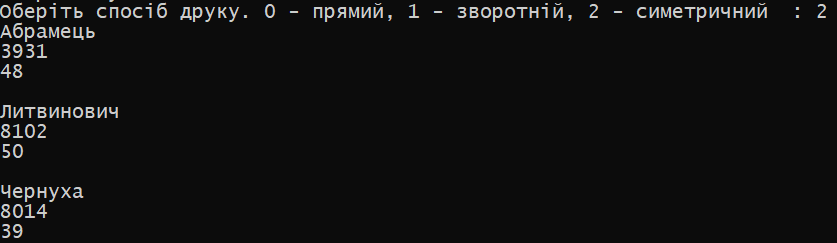 Оберіть спосіб друку. 0 - прямий, 1 - зворотній, 2 - симетричний  : 2
Абрамець
3931
48

Литвинович
8102
50

Чернуха
8014
39